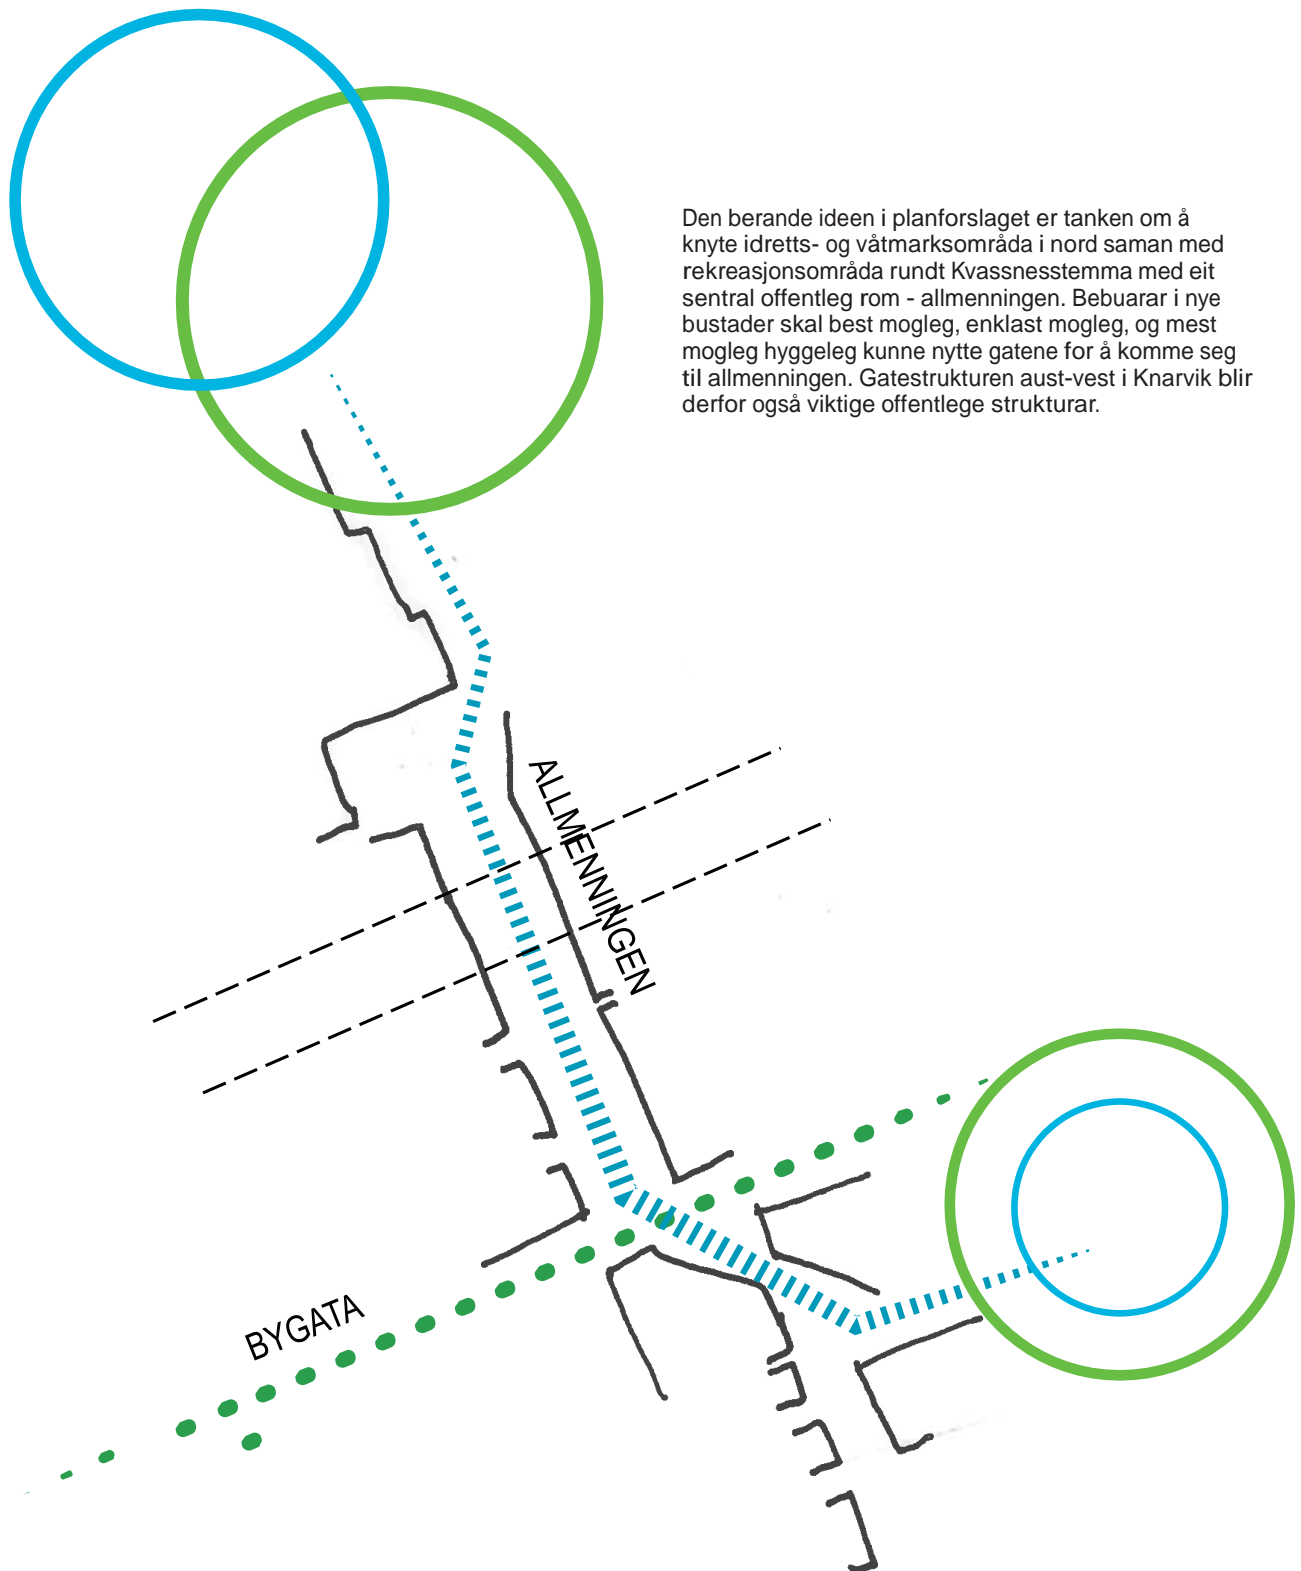 Den berande ideen i planforslaget er tanken om å
knyte idretts- og våtmarksområda i nord saman med
rekreasjonsområda rundt Kvassnesstemma med eit
sentral offentleg rom - allmenningen. Bebuarar i nye
bustader skal best mogleg, enklast mogleg, og mest
mogleg hyggeleg kunne nytte gatene for å komme seg
til allmenningen. Gatestrukturen aust-vest i Knarvik blir
derfor også viktige offentlege strukturar.
ALLMENNINGEN
BYGATA